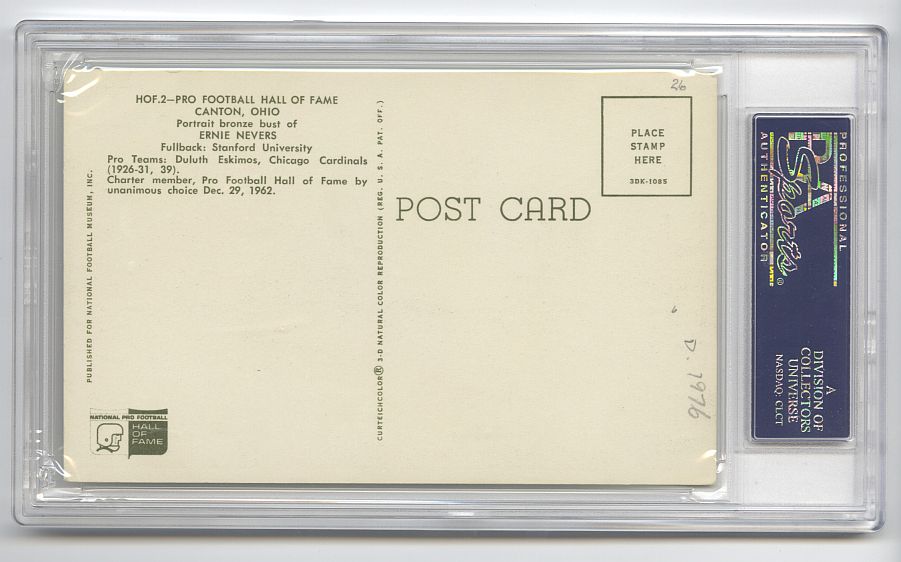 HOF.2—PRO FOOTBALL HALL OF FAME
CANTON, OHIO
Portrait bronze bust of
ERNIE NEVERS
Fullback: Stanford University
Pro Teams: Duluth Eskimos, Chicago Cardinals
(1926-31, 39).
Charter member, Pro Football Hall of Fame by
unanimous choice Dec. 29, 1962.
PUBLISHED FOR NATIONAL FOOTBALL MUSEUM, INC.
NATIONAL PRO FOOTBALL
HALL
OF
FAME
CURTEICHCOLOR® 3-D NATURAL COLOR REPRODUCTION (REG. U. S. A. PAT. OFF.)
POST CARD
26
PLACE
STAMP
HERE
3DK-1085
D. 1976
PROFESSIONAL
PSA
Sports
®
AUTHENTICATOR
A
DIVISION OF
COLLECTORS
UNIVERSE
NASDAQ: CLCT